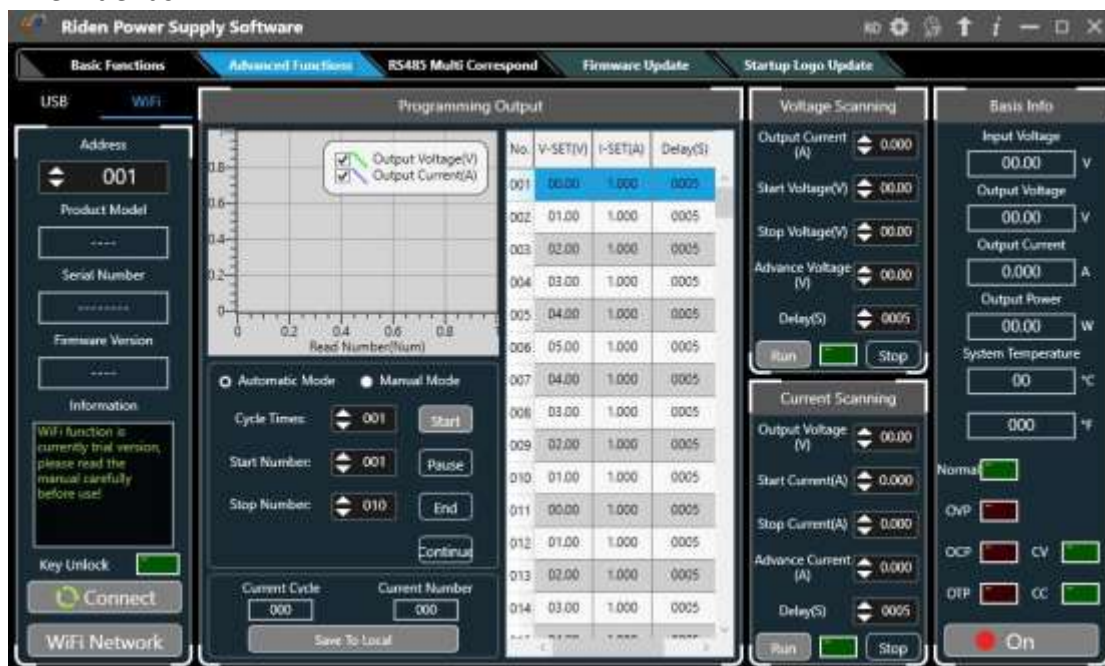 Riden Power Supply Software
RD
Basic Functions
Advanced Functions
RS485 Multi Correspond
Firmware Update
Startup Logo Update
USB
WiFi
Address
001
Product Model
----
Serial Number
--------
Firmware Version
----
Information
WiFi function is
currently trial version,
please read the
manual carefully
before use!
Key Unlock
Connect
WiFi Network
Programming Output
Output Voltage(V)
Output Current(A)
0.8
0.6
0.4
0.2
0
0 0.2 0.4 0.6 0.8 1
Read Number(Num)
Automatic Mode
Manual Mode
Cycle Times: 001
Start
Start Number: 001
Pause
Stop Number: 010
End
Continue
Current Cycle
000
Current Number
000
Save To Local
No. V-SET(V) I-SET(A) Delay(S)
001 00.00 1.000 0005
002 01.00 1.000 0005
003 02.00 1.000 0005
004 03.00 1.000 0005
005 04.00 1.000 0005
006 05.00 1.000 0005
007 04.00 1.000 0005
008 03.00 1.000 0005
009 02.00 1.000 0005
010 01.00 1.000 0005
011 00.00 1.000 0005
012 01.00 1.000 0005
013 02.00 1.000 0005
014 03.00 1.000 0005
Voltage Scanning
Output Current
(A)
0.000
Start Voltage(V) 00.00
Stop Voltage(V) 00.00
Advance Voltage
(V)
00.00
Delay(S) 0005
Run
Stop
Current Scanning
Output Voltage
(V)
00.00
Start Current(A) 0.000
Stop Current(A) 0.000
Advance Current
(A)
0.000
Delay(S) 0005
Run
Stop
Basis Info
Input Voltage
00.00 V
Output Voltage
00.00 V
Output Current
0.000 A
Output Power
00.00 W
System Temperature
00 °C
000 °F
Normal
OVP
OCP CV
OTP CC
On